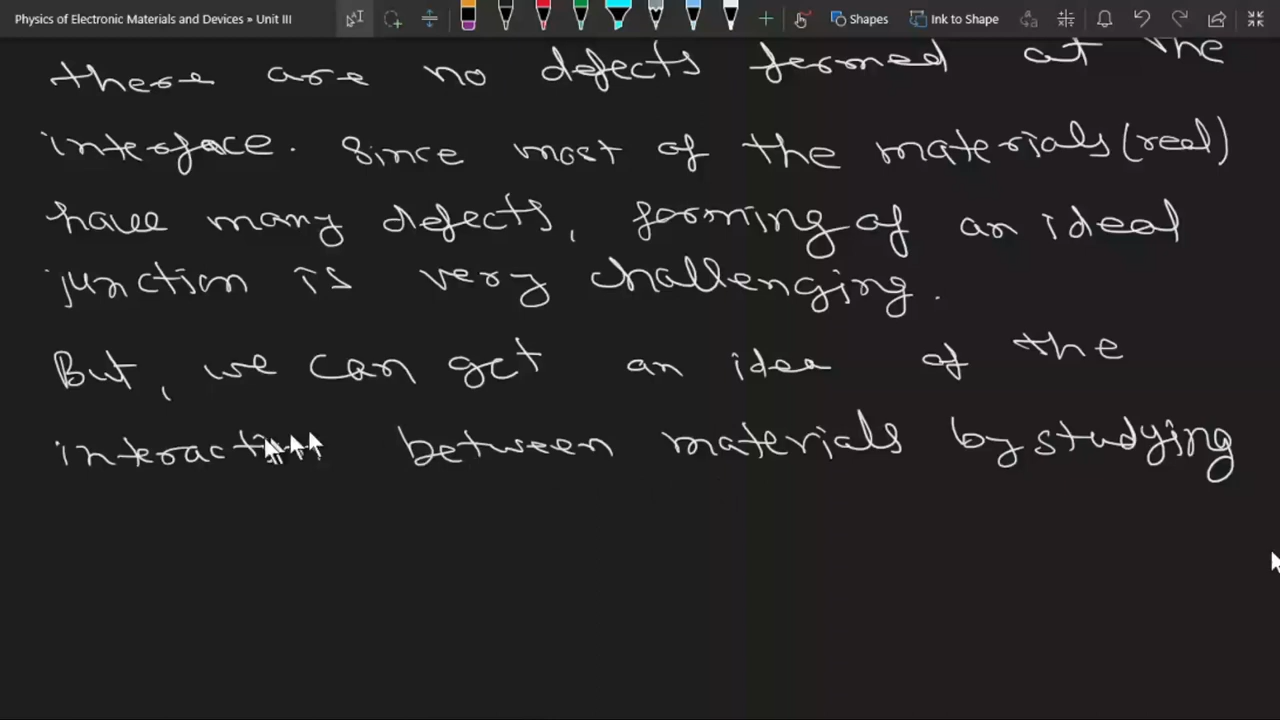 Physics of Electronic Materials and Devices » Unit III
Shapes
Ink to Shape
there are no defects formed at the
interface. Since most of the materials (real)
have many defects, forming of an ideal
junction is very challenging.
But, we can get an idea of the
interaction between materials by studying